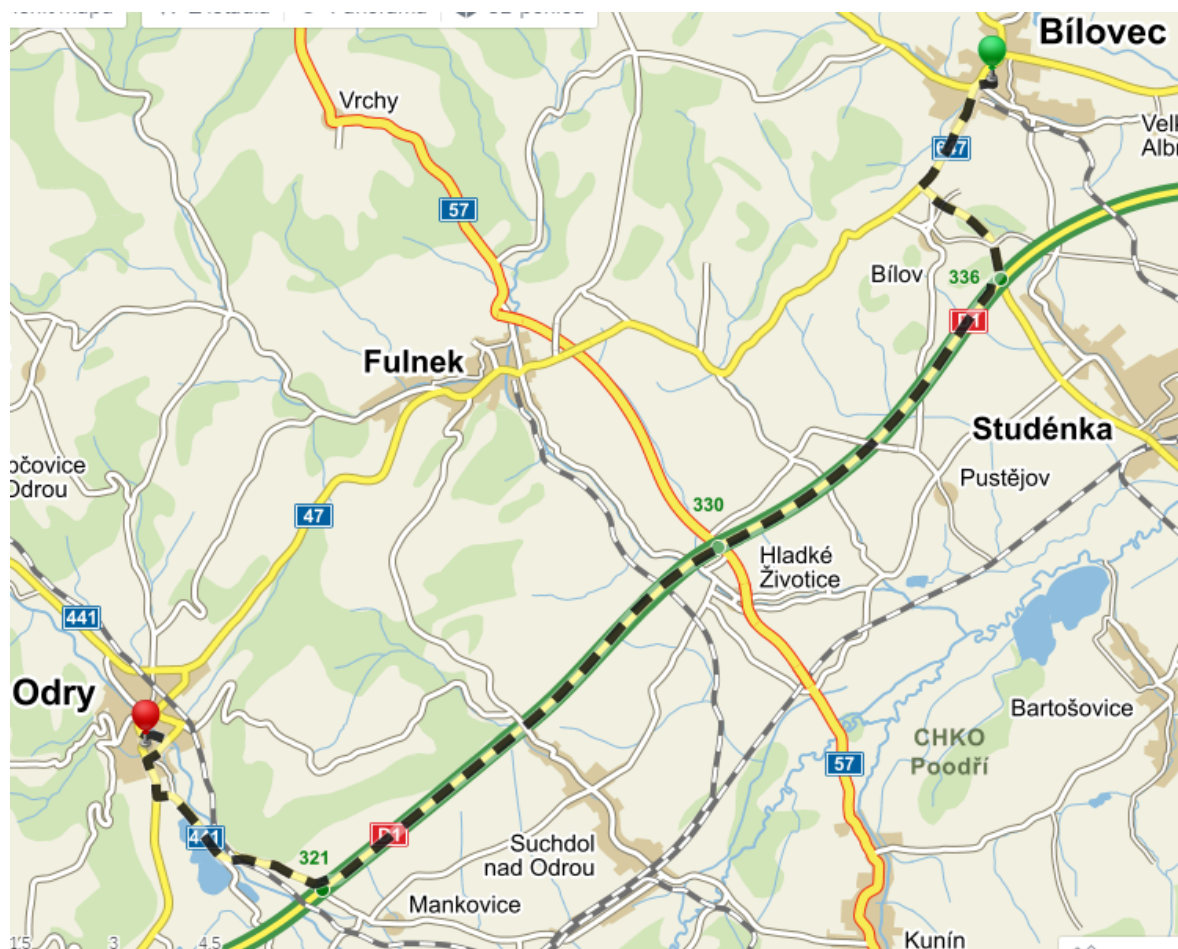 Bílovec
Vrchy
647
57
Bílov
336
D1
Fulnek
Studénka
Pustějov
47
330
Hladké
Životice
441
Odry
Bartošovice
CHKO
Poodří
57
441
D1
321
Suchdol
nad Odrou
Mankovice
Kunín
1.5 3 4.5